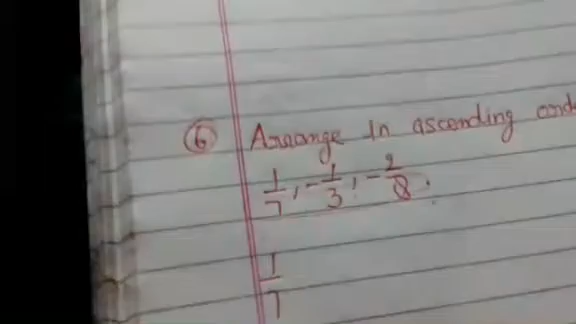 6 Arrange in ascending
1/7, -1/3, -2/8.
1/7